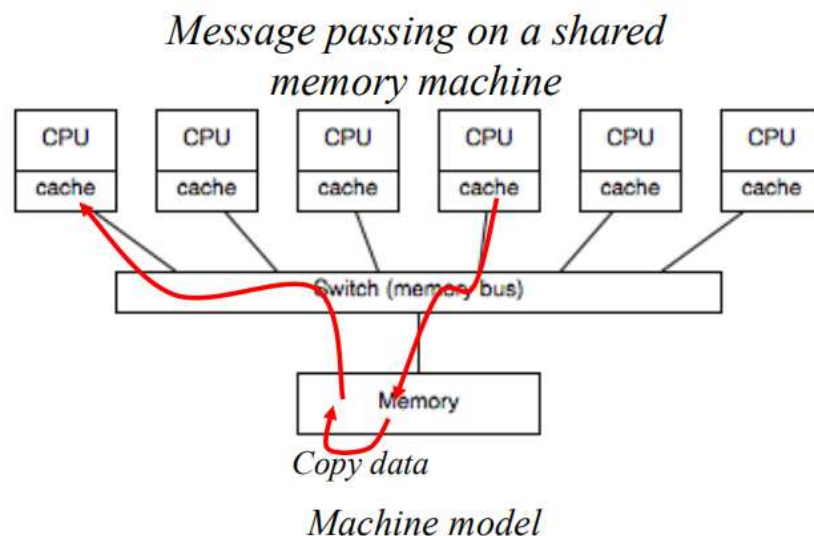 Message passing on a shared
memory machine
CPU CPU CPU CPU CPU CPU
cache cache cache cache cache cache
Switch (memory bus)
Memory
Copy data
Machine model